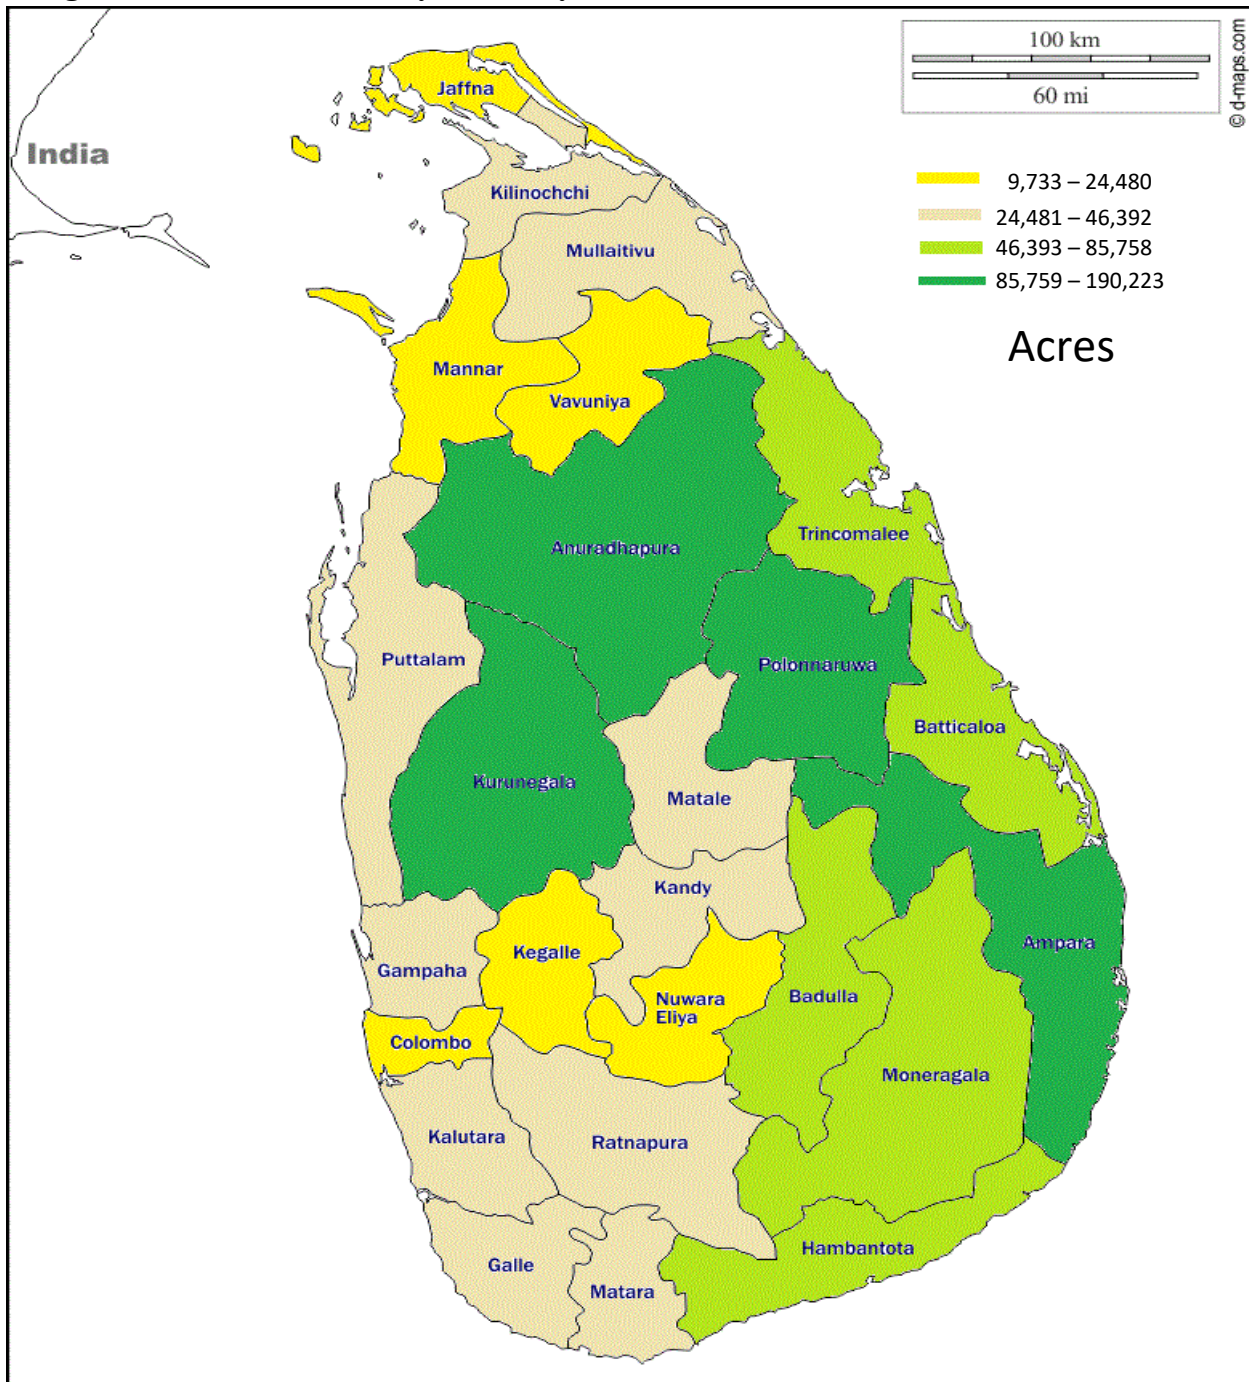 100 km
60 mi
© d-maps.com
India
9,733 – 24,480
24,481 – 46,392
46,393 – 85,758
85,759 – 190,223
Acres
Jaffna
Kilinochchi
Mullaitivu
Mannar
Vavuniya
Trincomalee
Anuradhapura
Puttalam
Polonnaruwa
Batticaloa
Kurunegala
Matale
Kandy
Ampara
Kegalle
Gampaha
Nuwara
Eliya
Badulla
Colombo
Moneragala
Kalutara
Ratnapura
Hambantota
Galle
Matara